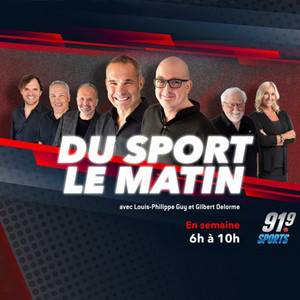 DU SPORT
LE MATIN
avec Louis-Philippe Guy et Gilbert Delorme
En semaine
6h à 10h
91.9
SPORTS